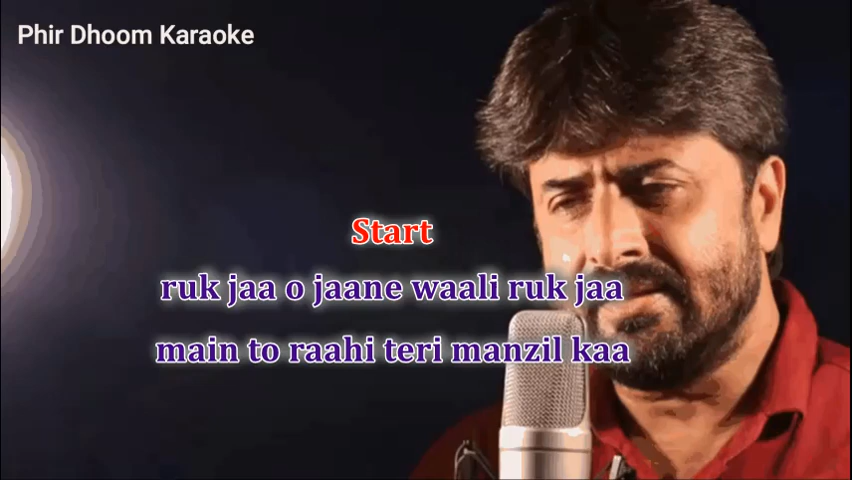 Phir Dhoom Karaoke
Start
ruk jaa o jaane waali ruk jaa
main to raahi teri manzil kaa